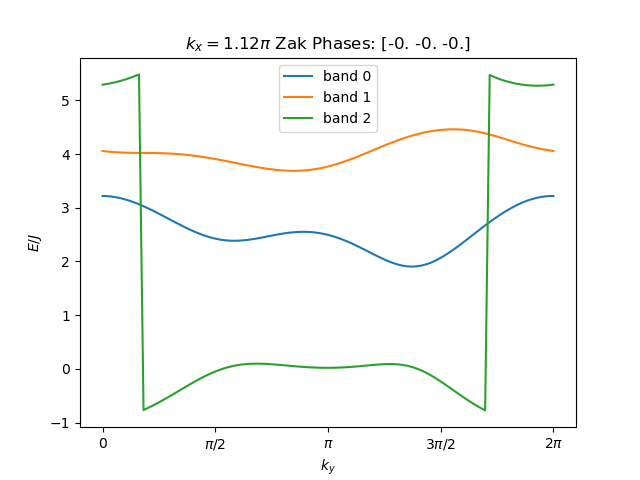 $k_x = 1.12\pi$ Zak Phases: [-0. -0. -0.]
band 0
band 1
band 2
E/J
5
4
3
2
1
0
−1
0
π/2
π
3π/2
2π
$k_y$